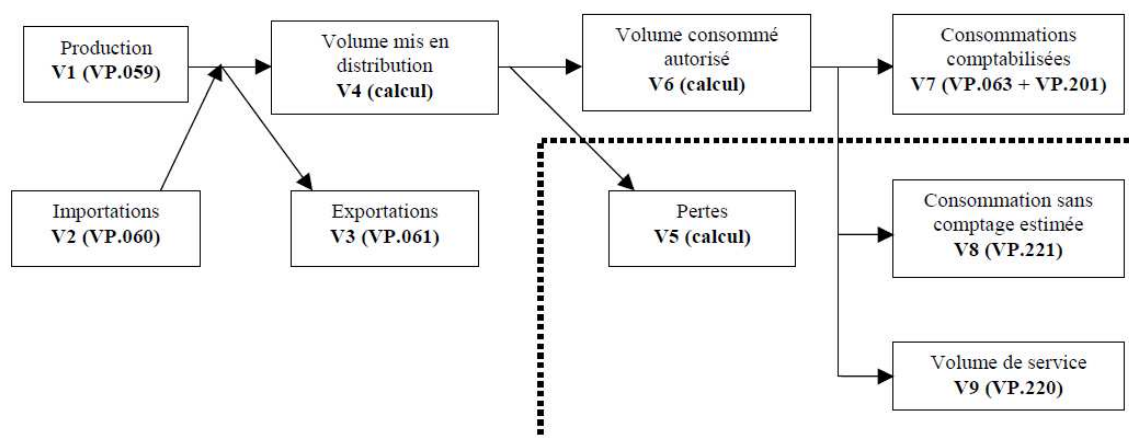 Production
V1 (VP.059)
Volume mis en
distribution
V4 (calcul)
Volume consommé
autorisé
V6 (calcul)
Consommations
comptabilisées
V7 (VP.063 + VP.201)
Importations
V2 (VP.060)
Exportations
V3 (VP.061)
Pertes
V5 (calcul)
Consommation sans
comptage estimée
V8 (VP.221)
Volume de service
V9 (VP.220)